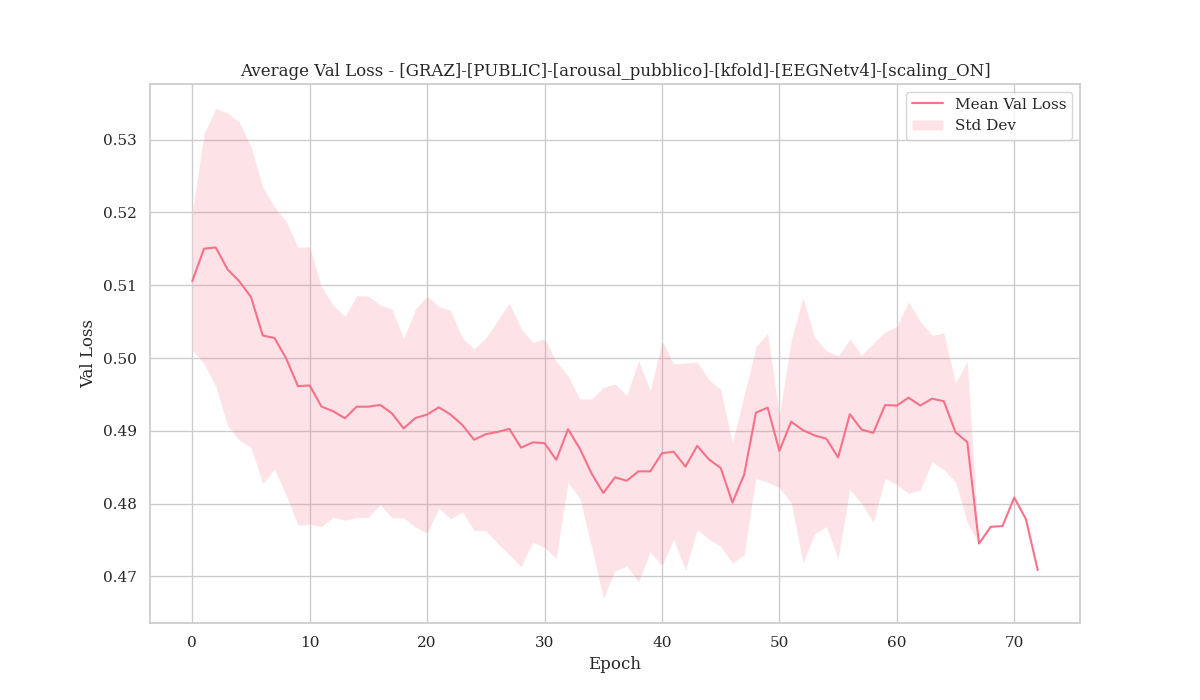 Average Val Loss - [GRAZ]-[PUBLIC]-[arousal_pubblico]-[kfold]-[EEGNetv4]-[scaling_ON]
Mean Val Loss
Std Dev
0.53
0.52
0.51
0.50
0.49
0.48
0.47
Val Loss
0 10 20 30 40 50 60 70
Epoch